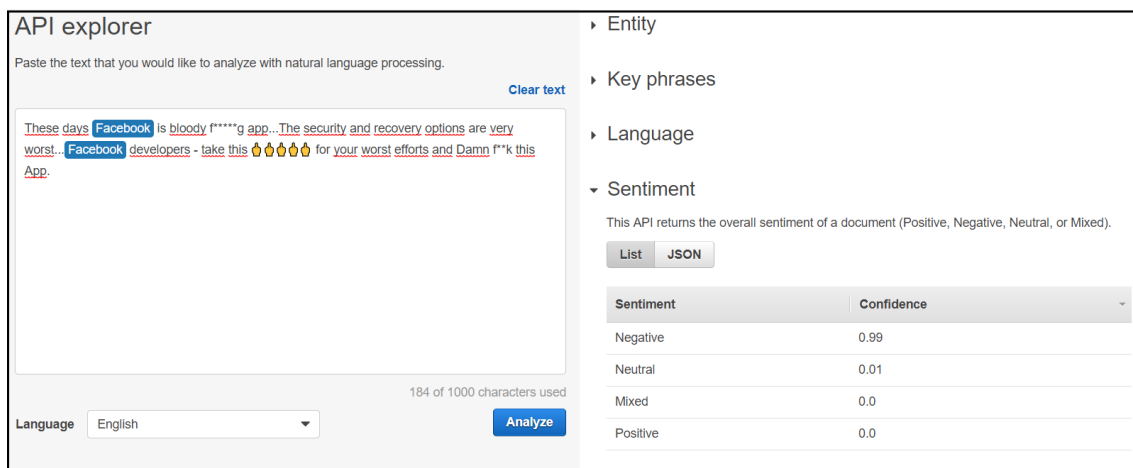 API explorer
Paste the text that you would like to analyze with natural language processing.
Clear text
These days Facebook is bloody f*****g app...The security and recovery options are very
worst...Facebook developers - take this 🖕🖕🖕🖕🖕 for your worst efforts and Damn f**k this
App.
184 of 1000 characters used
Language English
Analyze
Entity
Key phrases
Language
Sentiment
This API returns the overall sentiment of a document (Positive, Negative, Neutral, or Mixed).
List JSON
Sentiment Confidence
Negative 0.99
Neutral 0.01
Mixed 0.0
Positive 0.0